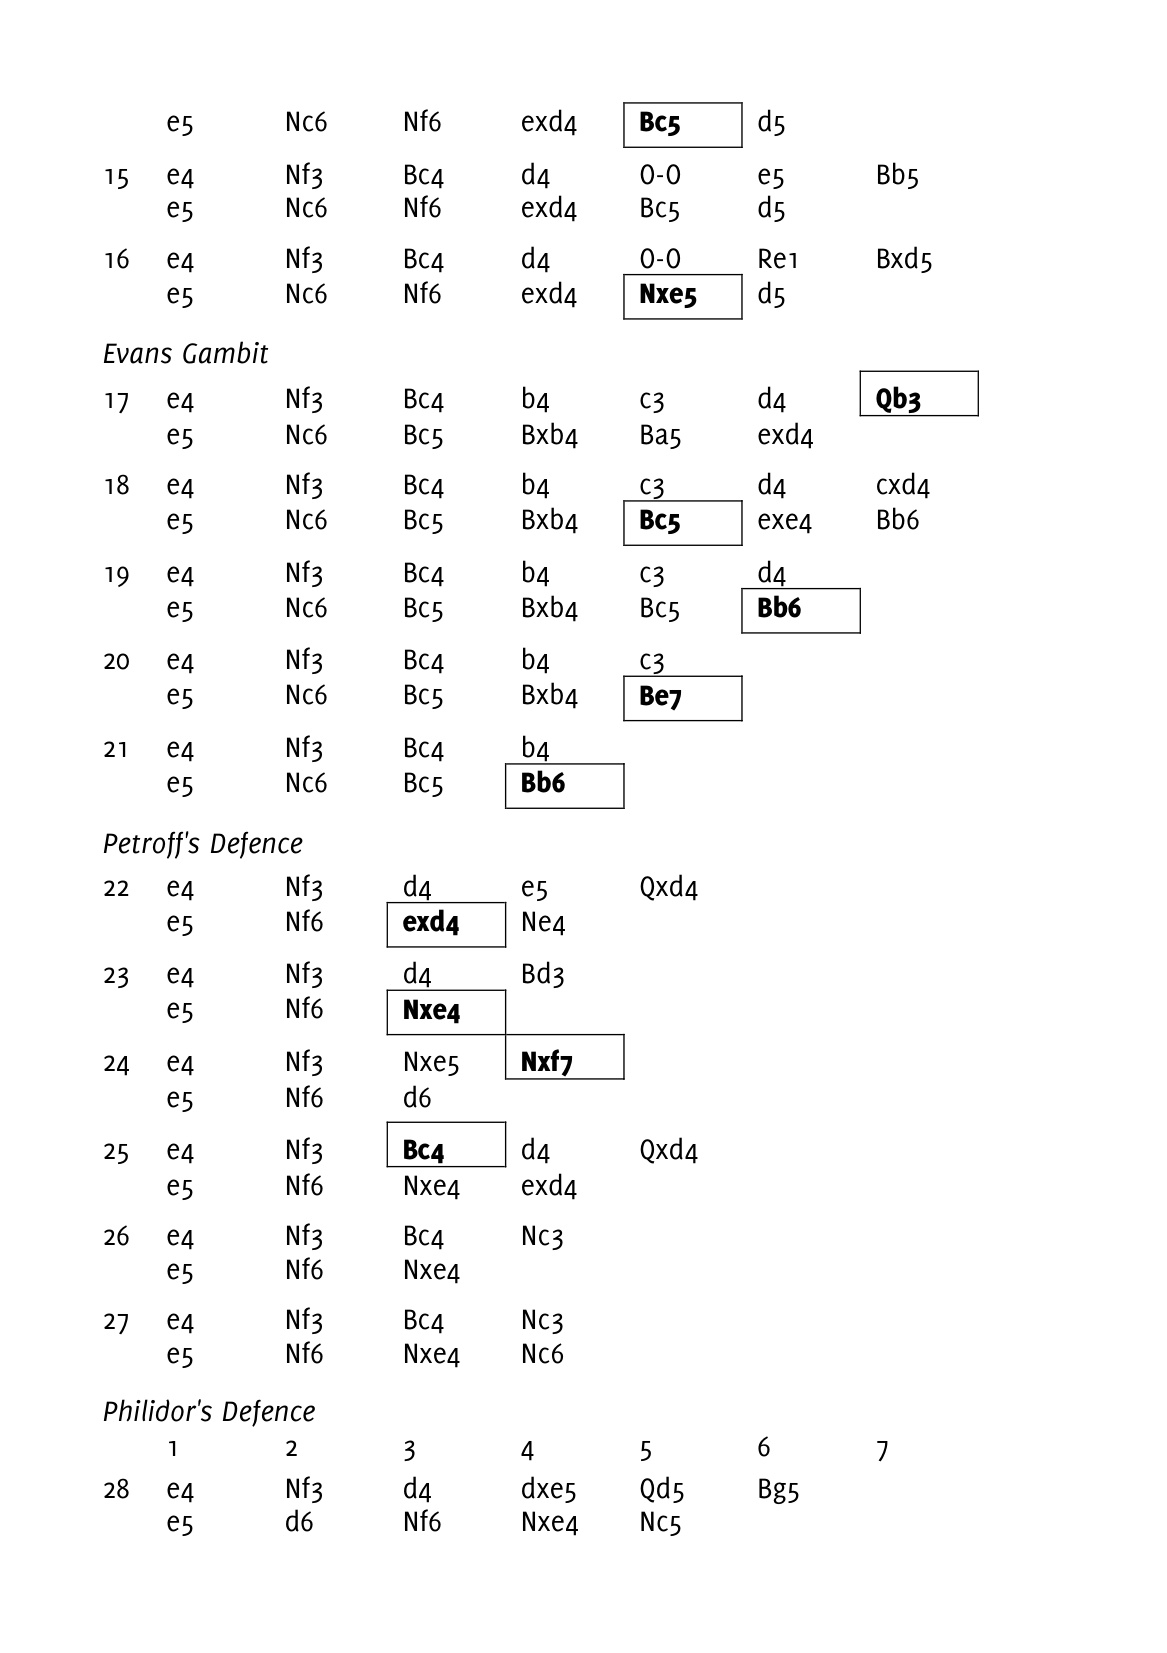 e5 Nc6 Nf6 exd4 Bc5 d5
15 e4 Nf3 Bc4 d4 0-0 e5 Bb5
e5 Nc6 Nf6 exd4 Bc5 d5
16 e4 Nf3 Bc4 d4 0-0 Re1 Bxd5
e5 Nc6 Nf6 exd4 Nxe5 d5
Evans Gambit
17 e4 Nf3 Bc4 b4 c3 d4 Qb3
e5 Nc6 Bc5 Bxb4 Ba5 exd4
18 e4 Nf3 Bc4 b4 c3 d4 cxd4
e5 Nc6 Bc5 Bxb4 Bc5 exe4 Bb6
19 e4 Nf3 Bc4 b4 c3 d4
e5 Nc6 Bc5 Bxb4 Bc5 Bb6
20 e4 Nf3 Bc4 b4 c3
e5 Nc6 Bc5 Bxb4 Be7
21 e4 Nf3 Bc4 b4
e5 Nc6 Bc5 Bb6
Petroff's Defence
22 e4 Nf3 d4 e5 Qxd4
e5 Nf6 exd4 Ne4
23 e4 Nf3 d4 Bd3
e5 Nf6 Nxe4
24 e4 Nf3 Nxe5 Nxf7
e5 Nf6 d6
25 e4 Nf3 Bc4 d4 Qxd4
e5 Nf6 Nxe4 exd4
26 e4 Nf3 Bc4 Nc3
e5 Nf6 Nxe4
27 e4 Nf3 Bc4 Nc3
e5 Nf6 Nxe4 Nc6
Philidor's Defence
1 2 3 4 5 6 7
28 e4 Nf3 d4 dxe5 Qd5 Bg5
e5 d6 Nf6 Nxe4 Nc5